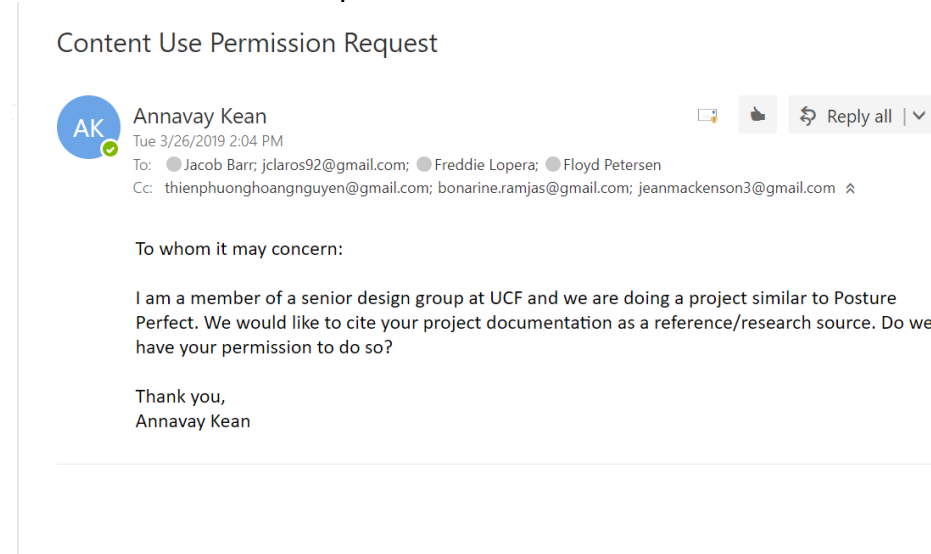 Content Use Permission Request
AK
Annavay Kean
Reply all
Tue 3/26/2019 2:04 PM
To: Jacob Barr; jclaros92@gmail.com; Freddie Lopera; Floyd Petersen
Cc: thienphuonghoangnguyen@gmail.com; bonarine.ramjas@gmail.com; jeanmackenson3@gmail.com
To whom it may concern:
I am a member of a senior design group at UCF and we are doing a project similar to Posture
Perfect. We would like to cite your project documentation as a reference/research source. Do we
have your permission to do so?
Thank you,
Annavay Kean